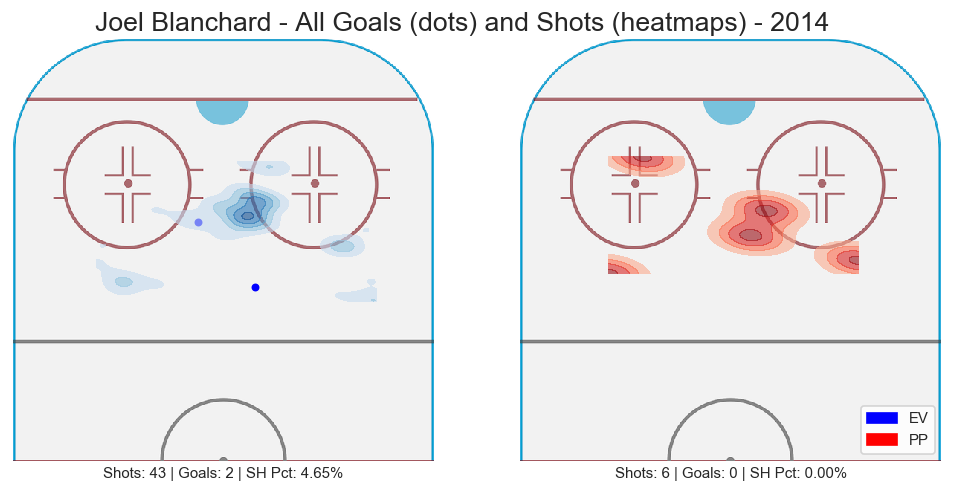 Joel Blanchard - All Goals (dots) and Shots (heatmaps) - 2014
EV
PP
Shots: 43 | Goals: 2 | SH Pct: 4.65%
Shots: 6 | Goals: 0 | SH Pct: 0.00%